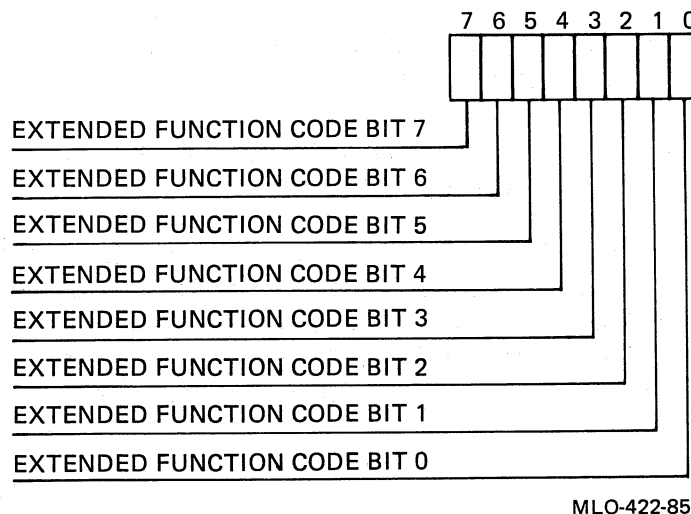 7 6 5 4 3 2 1 0
EXTENDED FUNCTION CODE BIT 7
EXTENDED FUNCTION CODE BIT 6
EXTENDED FUNCTION CODE BIT 5
EXTENDED FUNCTION CODE BIT 4
EXTENDED FUNCTION CODE BIT 3
EXTENDED FUNCTION CODE BIT 2
EXTENDED FUNCTION CODE BIT 1
EXTENDED FUNCTION CODE BIT 0
MLO-422-85